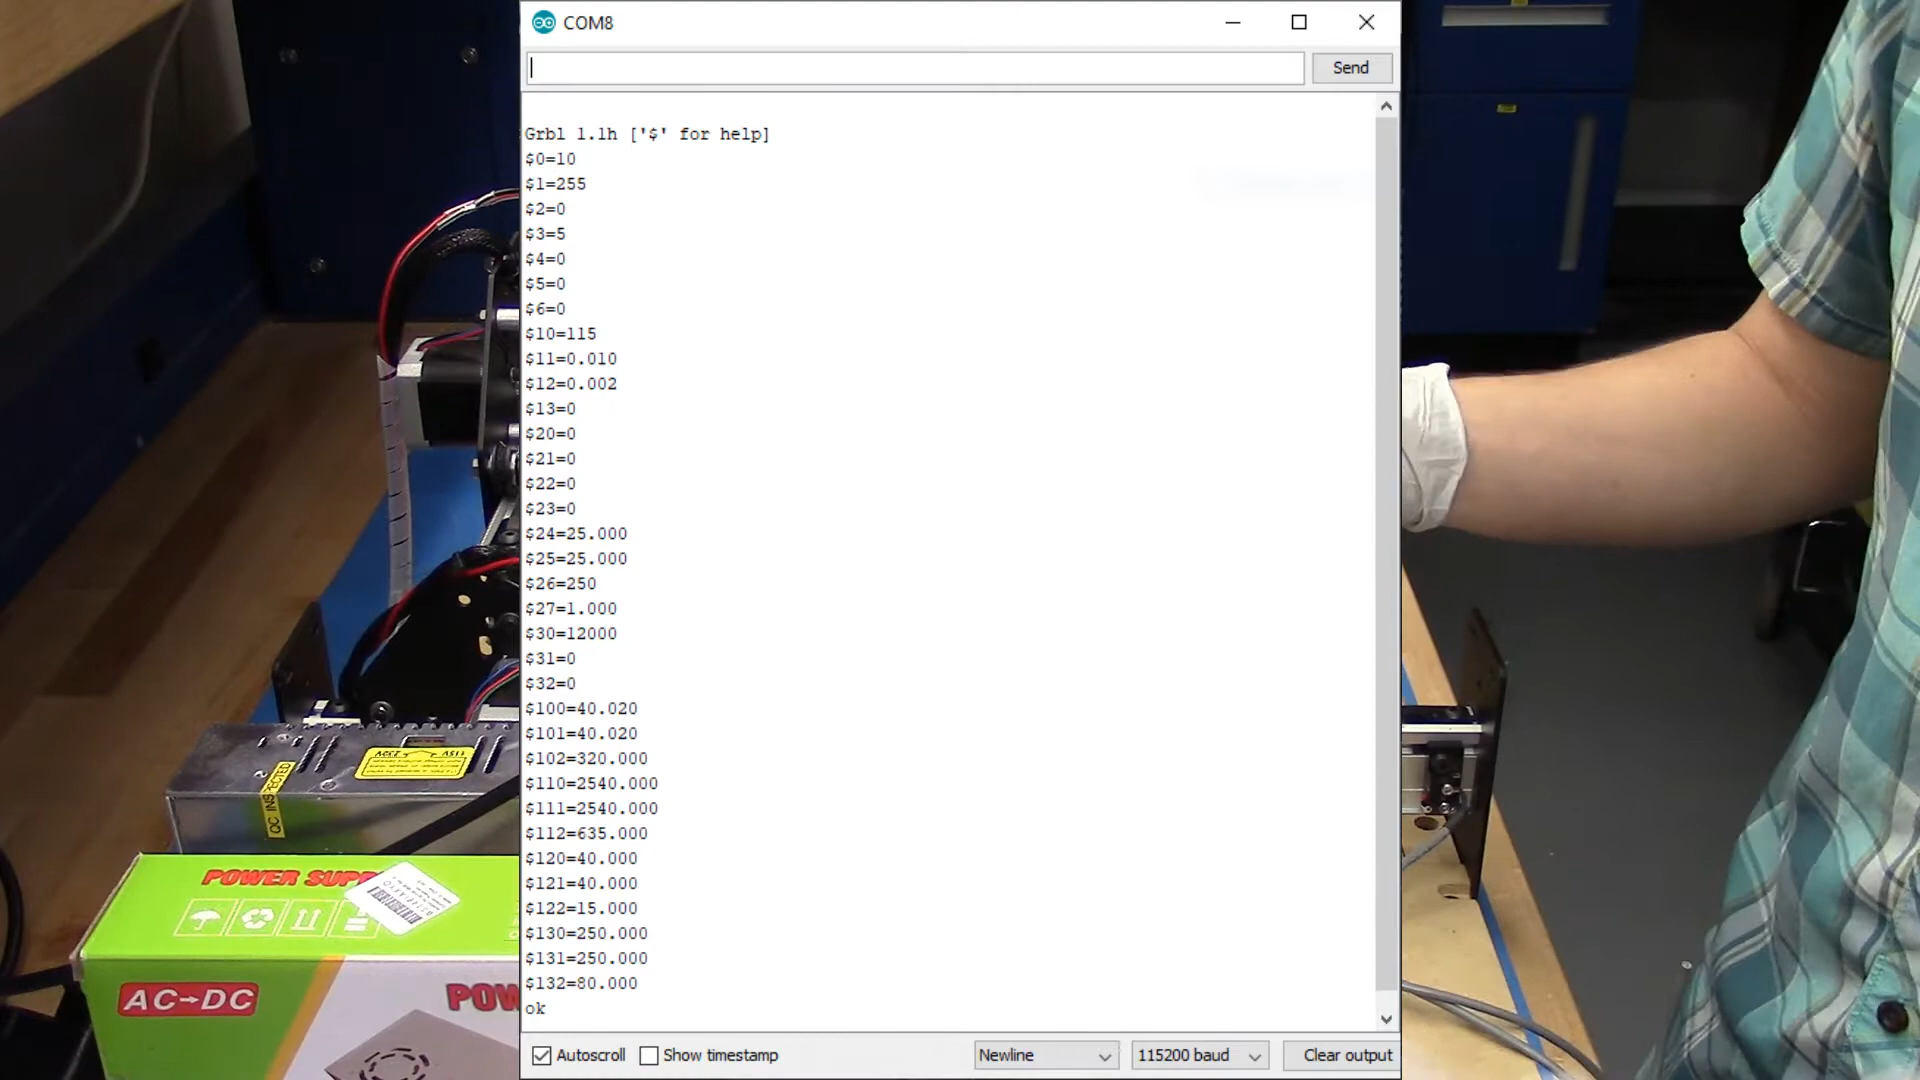 COM8
Send
Grbl 1.1h ['$' for help]
$0=10
$1=255
$2=0
$3=5
$4=0
$5=0
$6=0
$10=115
$11=0.010
$12=0.002
$13=0
$20=0
$21=0
$22=0
$23=0
$24=25.000
$25=25.000
$26=250
$27=1.000
$30=12000
$31=0
$32=0
$100=40.020
$101=40.020
$102=320.000
$110=2540.000
$111=2540.000
$112=635.000
$120=40.000
$121=40.000
$122=15.000
$130=250.000
$131=250.000
$132=80.000
ok
Autoscroll
Show timestamp
Newline
115200 baud
Clear output
QC INSPECTED
POWER SUPP
AC→DC
POW